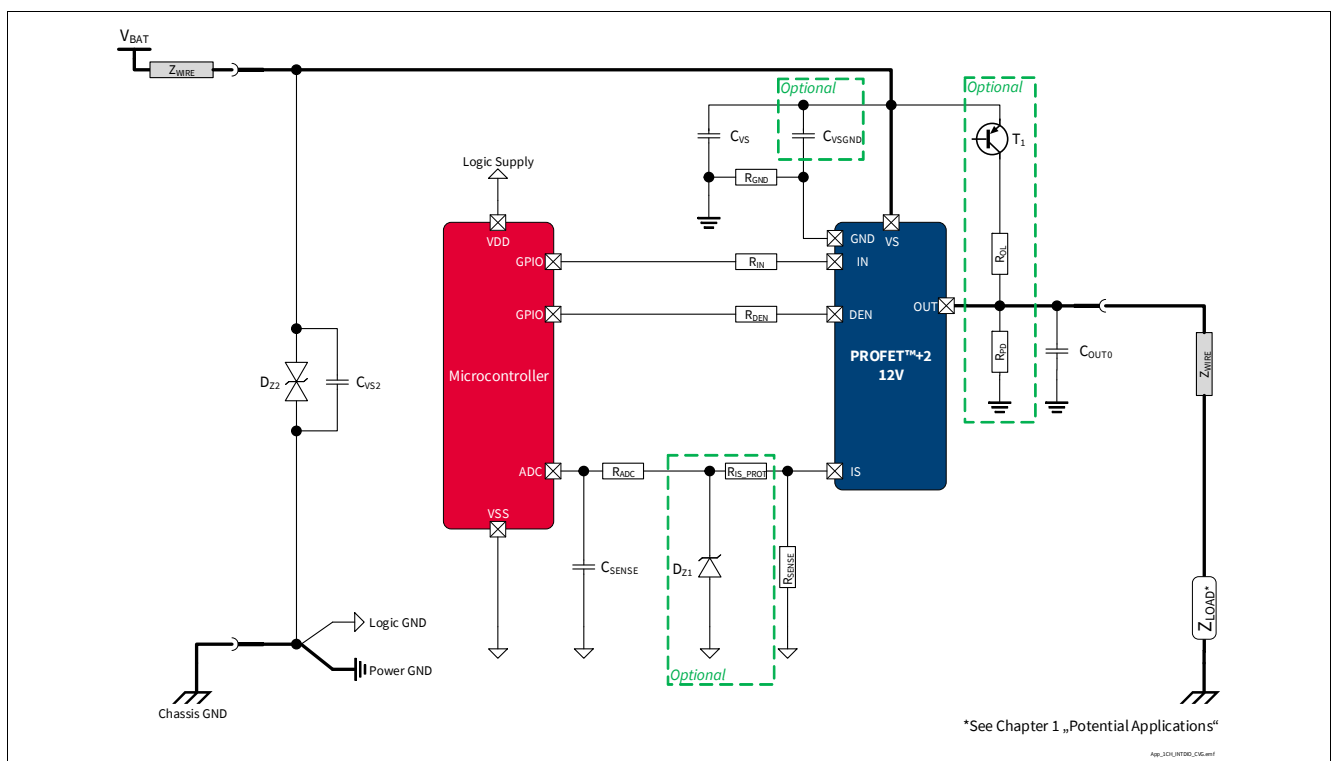 VBAT
ZWIRE
Optional
Optional
CVS
CVSGND
T1
Logic Supply
RGND
VDD
GND
VS
GPIO
RIN
IN
ROL
OUT
GPIO
RDEN
DEN
PROFET™+2
12V
RPD
COUT0
ZWIRE
DZ2
CVS2
Microcontroller
ADC
RADC
RIS_PROT
IS
VSS
CSENSE
DZ1
RSENSE
ZLOAD*
Logic GND
Power GND
Optional
Chassis GND
*See Chapter 1 „Potential Applications“
App_1CH_INTDIO_CVG.emf